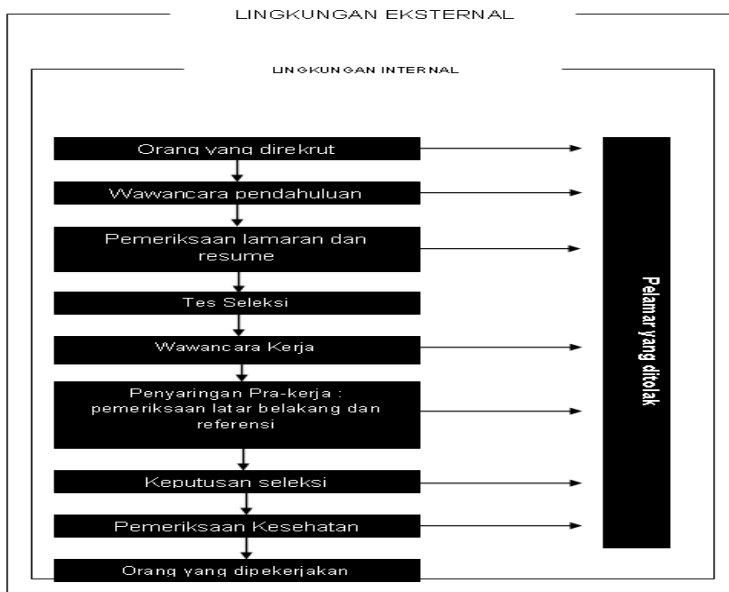 LINGKUNGAN EKSTERNAL
LINGKUNGAN INTERNAL
Orang yang direkrut
Wawancara pendahuluan
Pemeriksaan lamaran dan
resume
Tes Seleksi
Wawancara Kerja
Penyaringan Pra-kerja :
pemeriksaan latar belakang dan
referensi
Keputusan seleksi
Pemeriksaan Kesehatan
Orang yang dipekerjakan
Pelamar yang ditolak